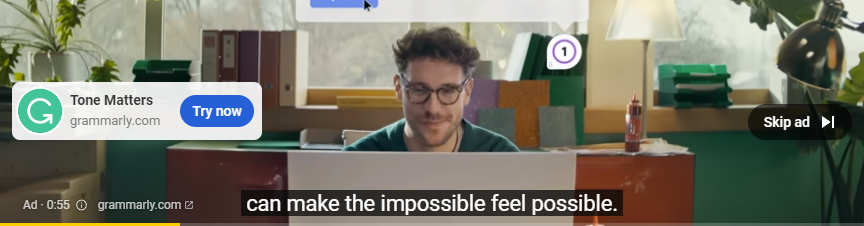 1
Tone Matters
grammarly.com
Try now
Skip ad
can make the impossible feel possible.
Ad · 0:55
grammarly.com